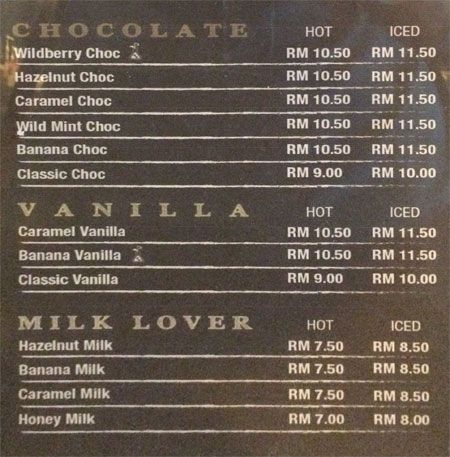 CHOCOLATE HOT ICED
Wildberry Choc RM 10.50 RM 11.50
Hazelnut Choc RM 10.50 RM 11.50
Caramel Choc RM 10.50 RM 11.50
Wild Mint Choc RM 10.50 RM 11.50
Banana Choc RM 10.50 RM 11.50
Classic Choc RM 9.00 RM 10.00
VANILLA HOT ICED
Caramel Vanilla RM 10.50 RM 11.50
Banana Vanilla RM 10.50 RM 11.50
Classic Vanilla RM 9.00 RM 10.00
MILK LOVER HOT ICED
Hazelnut Milk RM 7.50 RM 8.50
Banana Milk RM 7.50 RM 8.50
Caramel Milk RM 7.50 RM 8.50
Honey Milk RM 7.00 RM 8.00